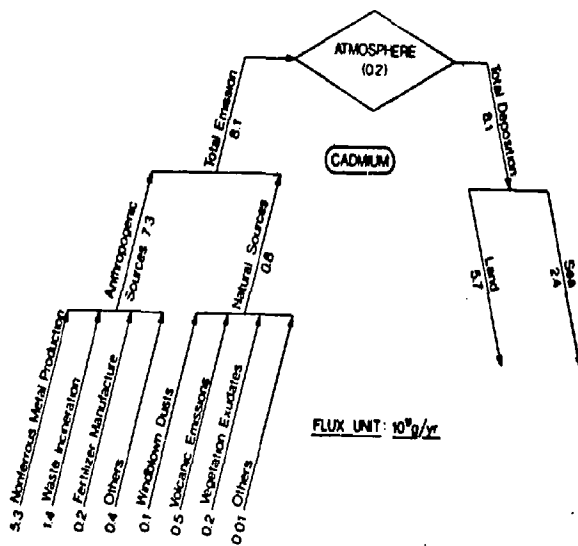 ATMOSPHERE
(0.2)
Total Emission
8.1
Total Deposition
8.1
CADMIUM
Anthropogenic
Sources 7.3
Natural Sources
0.8
Land
5.7
Sea
2.4
5.3 Nonferrous Metal Production
1.4 Waste Incineration
0.2 Fertilizer Manufacture
0.4 Others
0.1 Windblown Dusts
0.5 Volcanic Emissions
0.2 Vegetation Exudates
0.01 Others
FLUX UNIT: g/yr